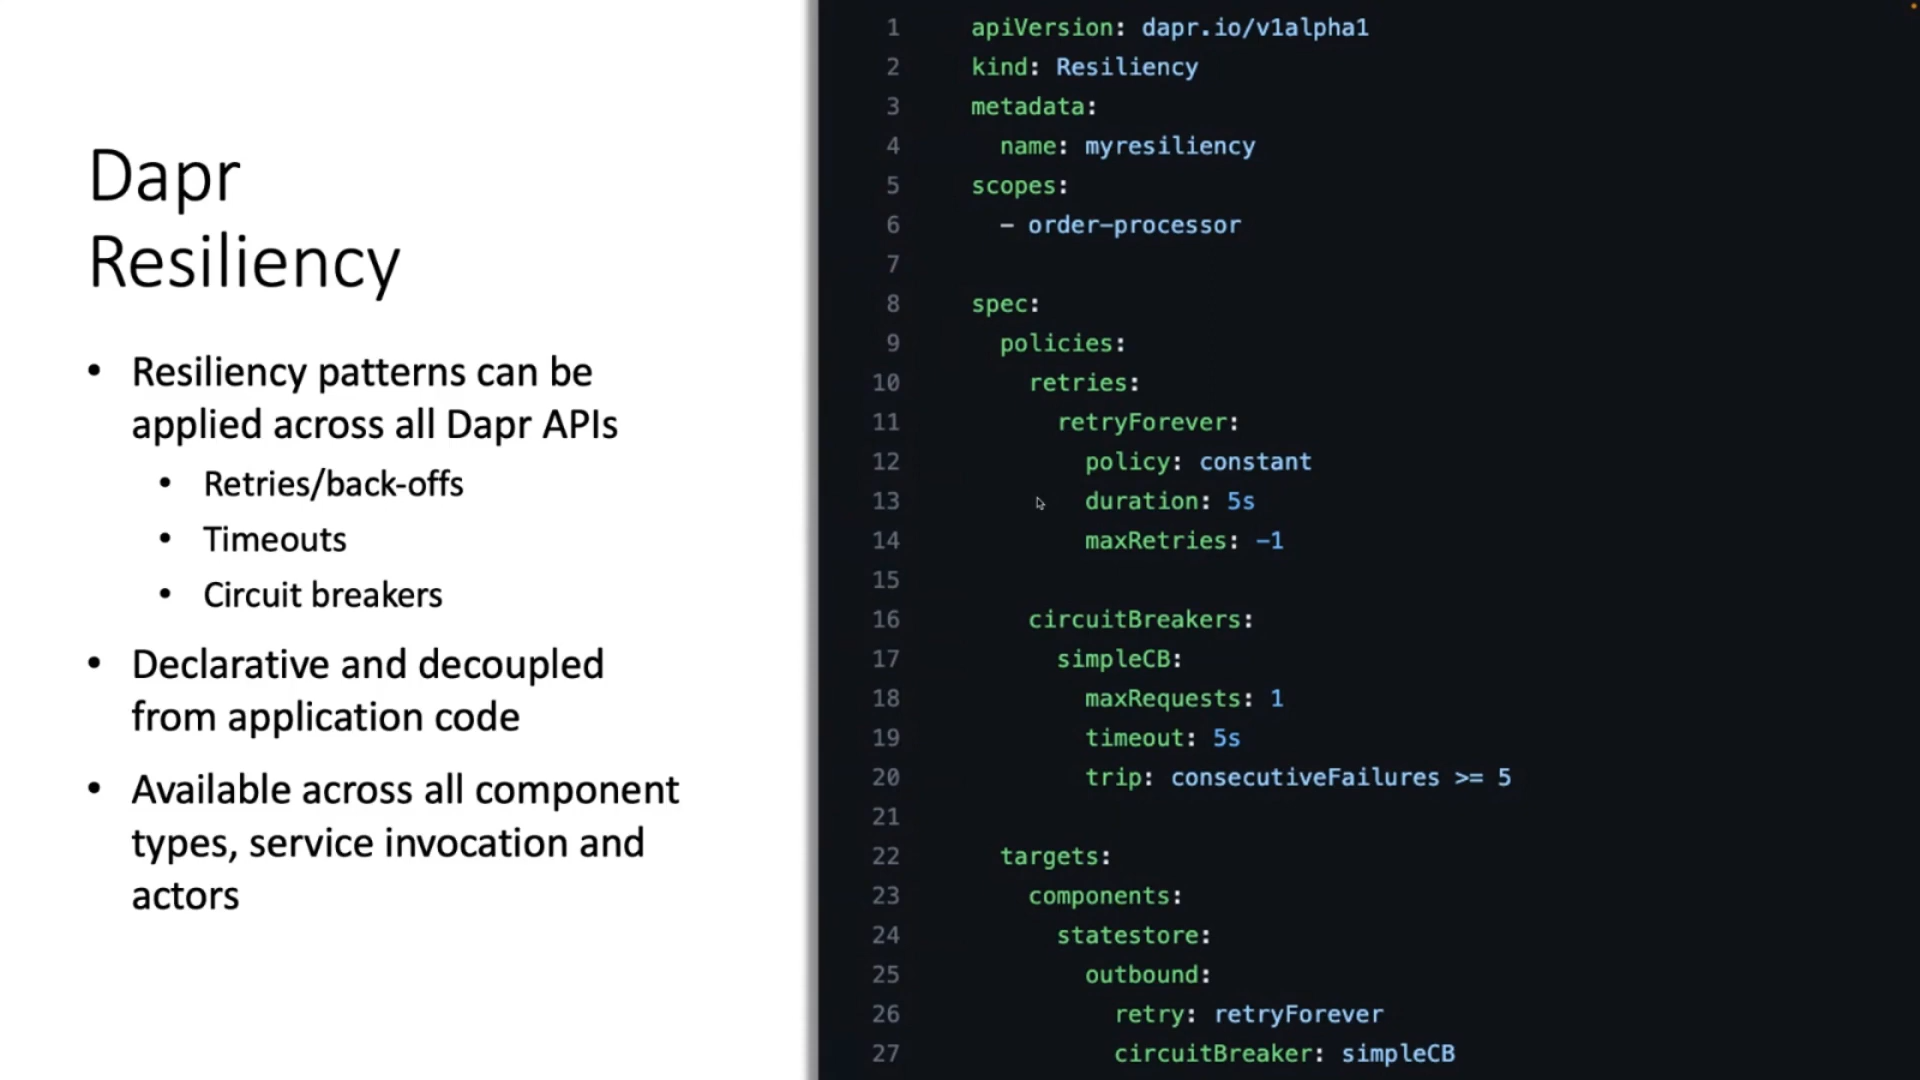 Dapr
Resiliency
• Resiliency patterns can be
applied across all Dapr APIs
• Retries/back-offs
• Timeouts
• Circuit breakers
• Declarative and decoupled
from application code
• Available across all component
types, service invocation and
actors
1 apiVersion: dapr.io/v1alpha1
2 kind: Resiliency
3 metadata:
4   name: myresiliency
5 scopes:
6   - order-processor
7
8 spec:
9   policies:
10     retries:
11       retryForever:
12         policy: constant
13         duration: 5s
14         maxRetries: -1
15
16     circuitBreakers:
17       simpleCB:
18         maxRequests: 1
19         timeout: 5s
20         trip: consecutiveFailures >= 5
21
22   targets:
23     components:
24       statestore:
25         outbound:
26           retry: retryForever
27           circuitBreaker: simpleCB